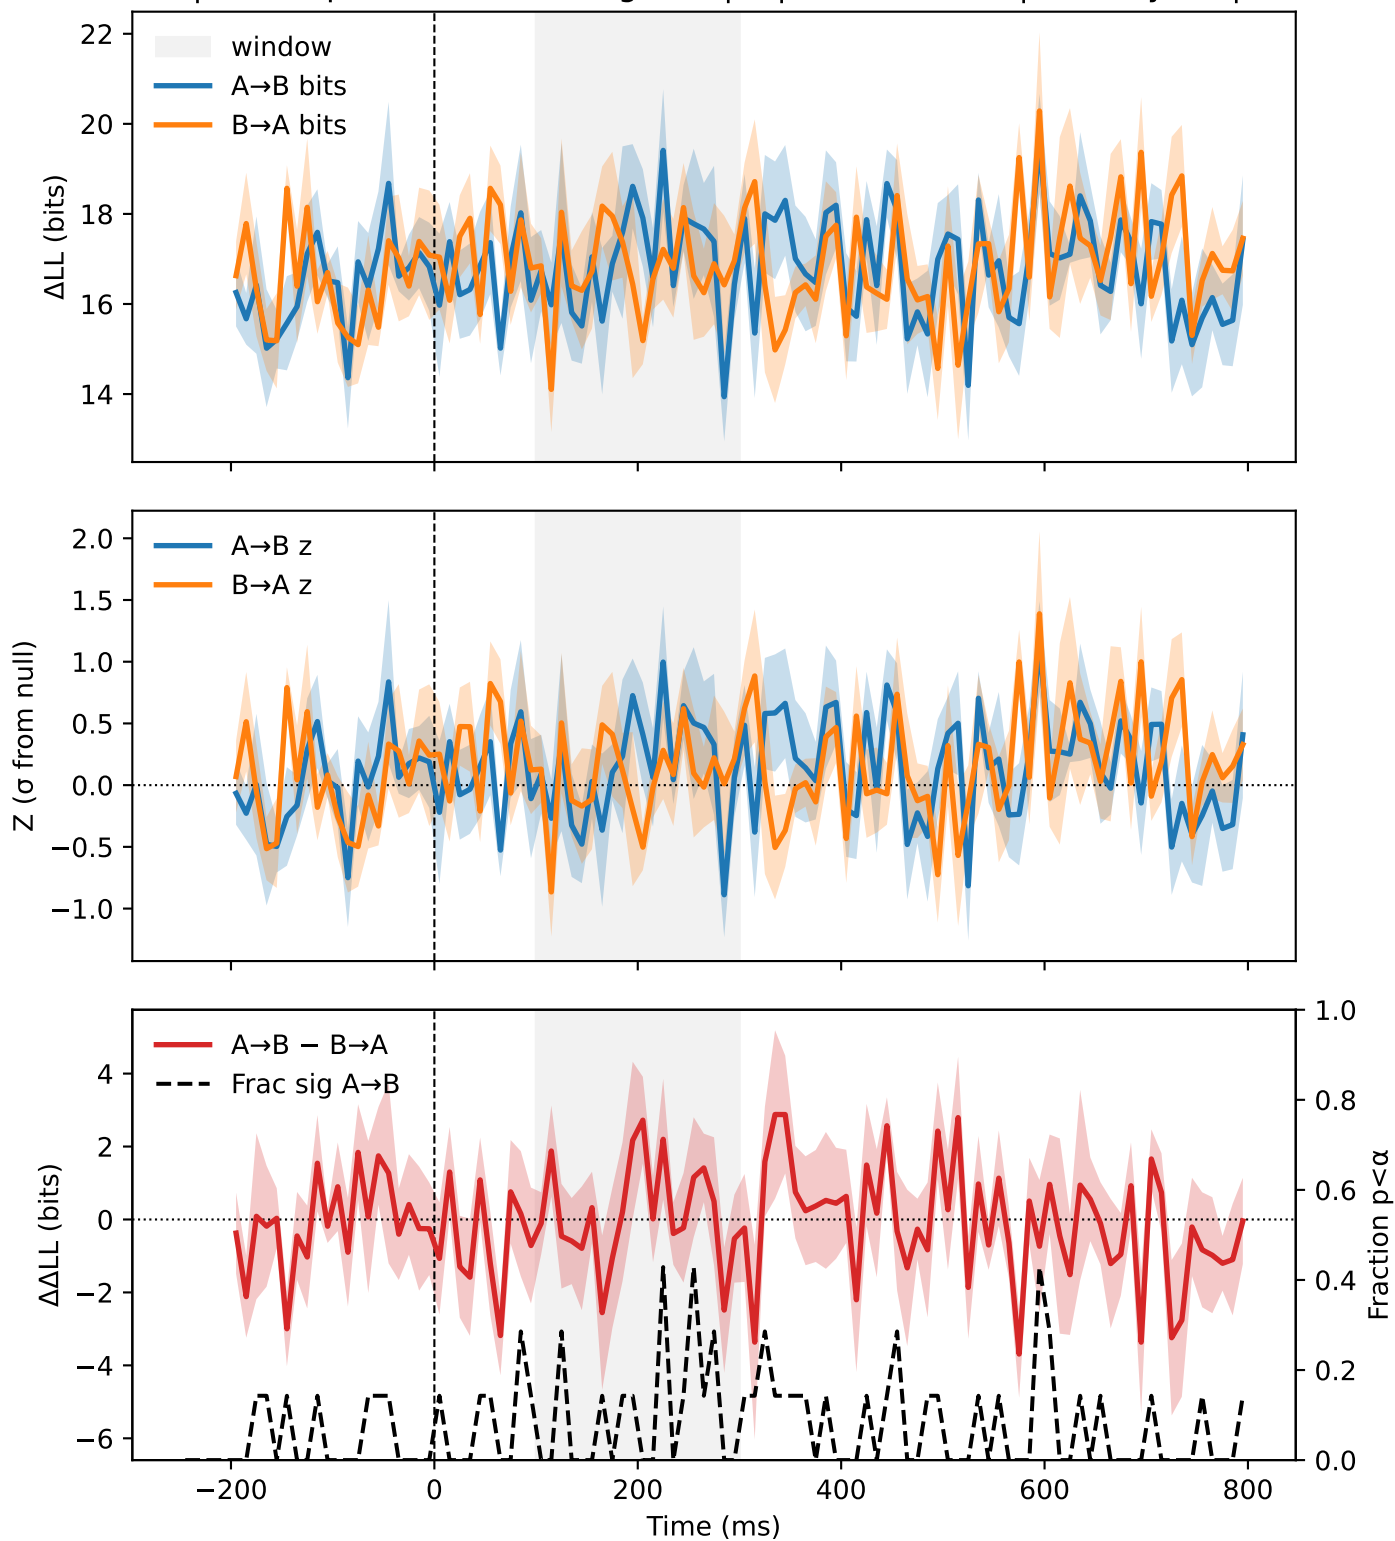 22
20
18
16
14
ΔLL (bits)
window
A→B bits
B→A bits
2.0
1.5
1.0
0.5
0.0
−0.5
−1.0
Z (σ from null)
A→B z
B→A z
4
2
0
−2
−4
−6
ΔΔLL (bits)
A→B − B→A
Frac sig A→B
1.0
0.8
0.6
0.4
0.2
0.0
Fraction p<α
−200
0
200
400
600
800
Time (ms)